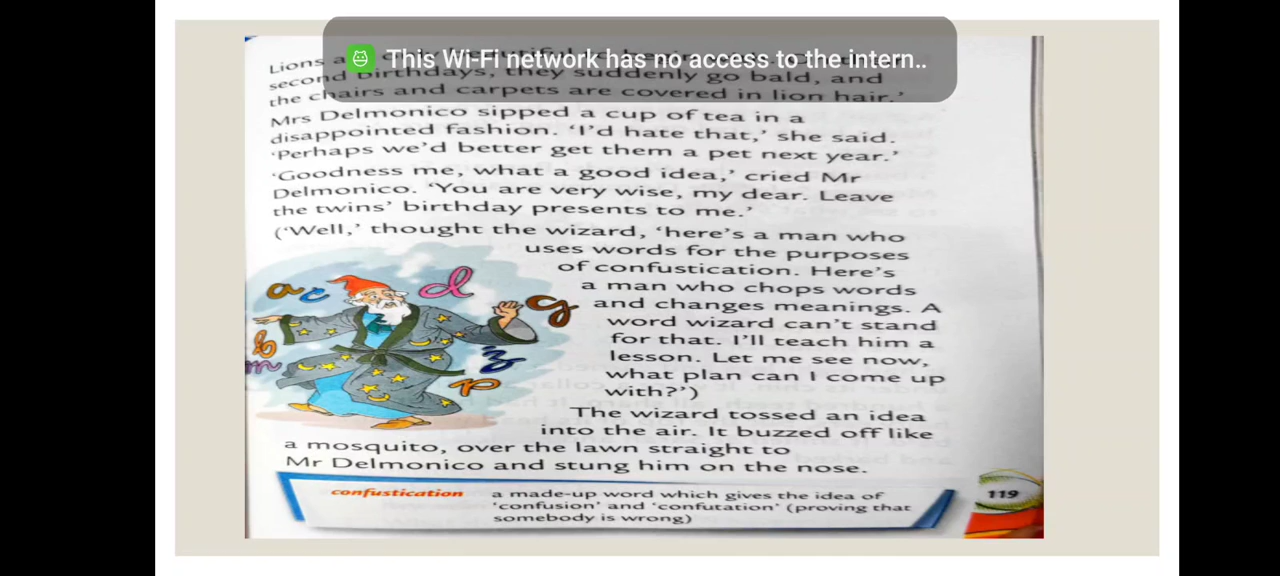 This Wi-Fi network has no access to the intern..
Lions a
second birthdays, they suddenly go bald, and
the chairs and carpets are covered in lion hair.’
Mrs Delmonico sipped a cup of tea in a
disappointed fashion. ‘I’d hate that,’ she said.
‘Perhaps we’d better get them a pet next year.’
‘Goodness me, what a good idea,’ cried Mr
Delmonico. ‘You are very wise, my dear. Leave
the twins’ birthday presents to me.’
(‘Well,’ thought the wizard, ‘here’s a man who
uses words for the purposes
of confustication. Here’s
a man who chops words
and changes meanings. A
word wizard can’t stand
for that. I’ll teach him a
lesson. Let me see now,
what plan can I come up
with?’)
a c d g
b m z p
The wizard tossed an idea
into the air. It buzzed off like
a mosquito, over the lawn straight to
Mr Delmonico and stung him on the nose.
confustication a made-up word which gives the idea of
‘confusion’ and ‘confutation’ (proving that
somebody is wrong)
119